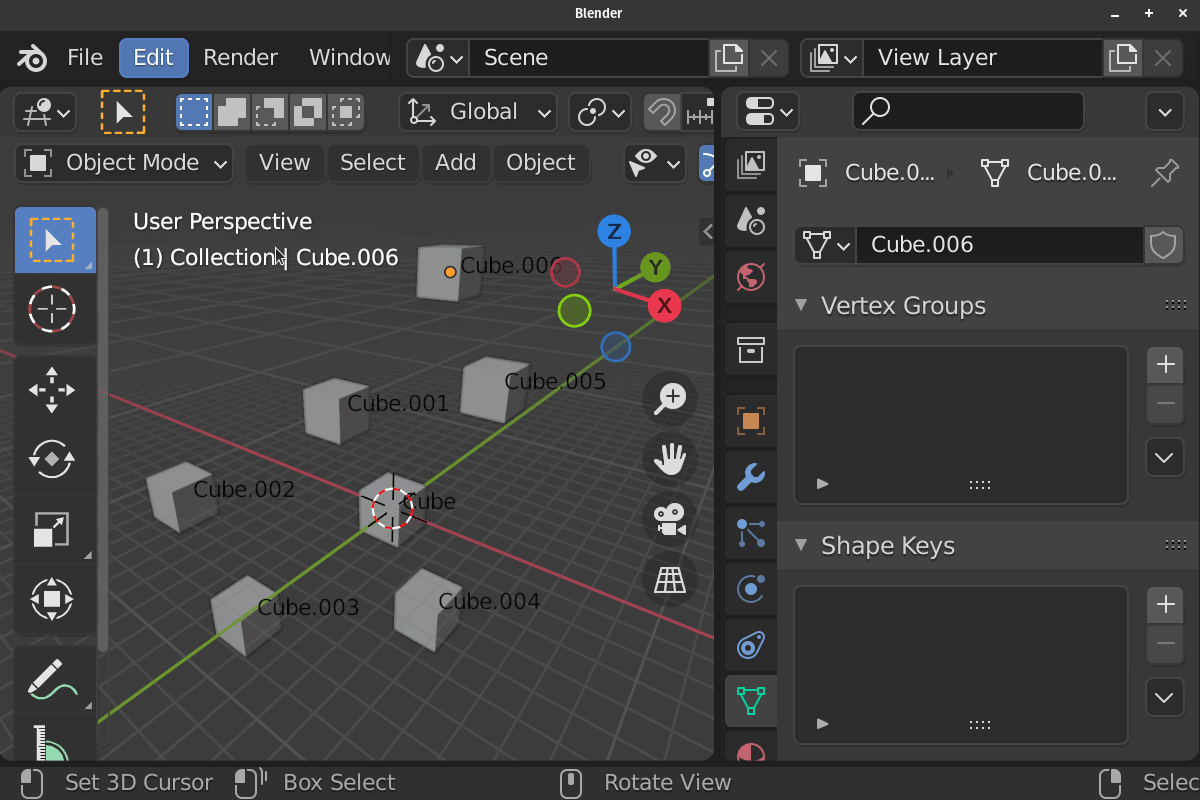 Blender
File Edit Render Window Scene View Layer
Global
Object Mode View Select Add Object
Cube.0... Cube.0...
User Perspective
(1) Collection | Cube.006
Cube.006
Z
Y
X
Cube.006
Vertex Groups
Cube.005
Cube.001
Cube.002
Cube
Shape Keys
Cube.003
Cube.004
Set 3D Cursor Box Select Rotate View Selec